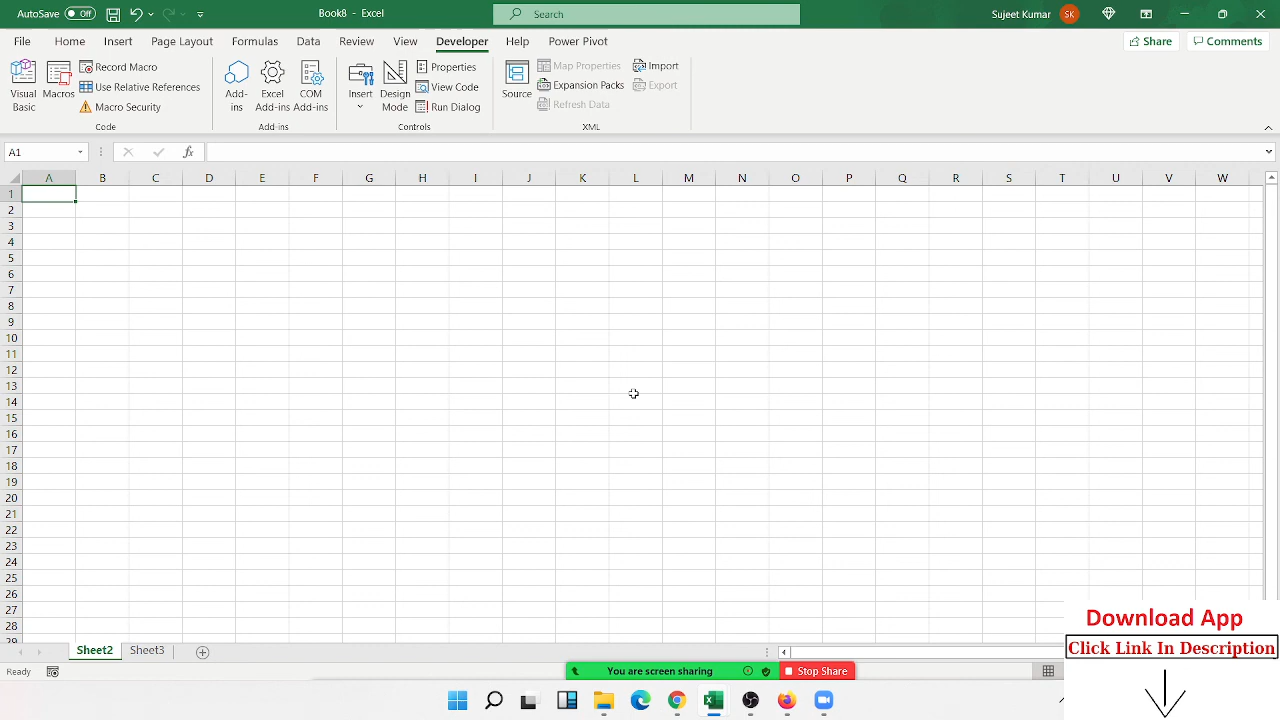 AutoSave Off Book8 - Excel Search Sujeet Kumar SK
File Home Insert Page Layout Formulas Data Review View Developer Help Power Pivot Share Comments
Visual Basic
Macros
Record Macro
Use Relative References
Macro Security
Code
Add-ins
Excel Add-ins
COM Add-ins
Add-ins
Insert
Design Mode
Properties
View Code
Run Dialog
Controls
Source
Map Properties
Expansion Packs
Refresh Data
Import
Export
XML
A1 fx
A B C D E F G H I J K L M N O P Q R S T U V W
1
2
3
4
5
6
7
8
9
10
11
12
13
14
15
16
17
18
19
20
21
22
23
24
25
26
27
28
29
Download App
Click Link In Description
Sheet2 Sheet3
Ready You are screen sharing Stop Share